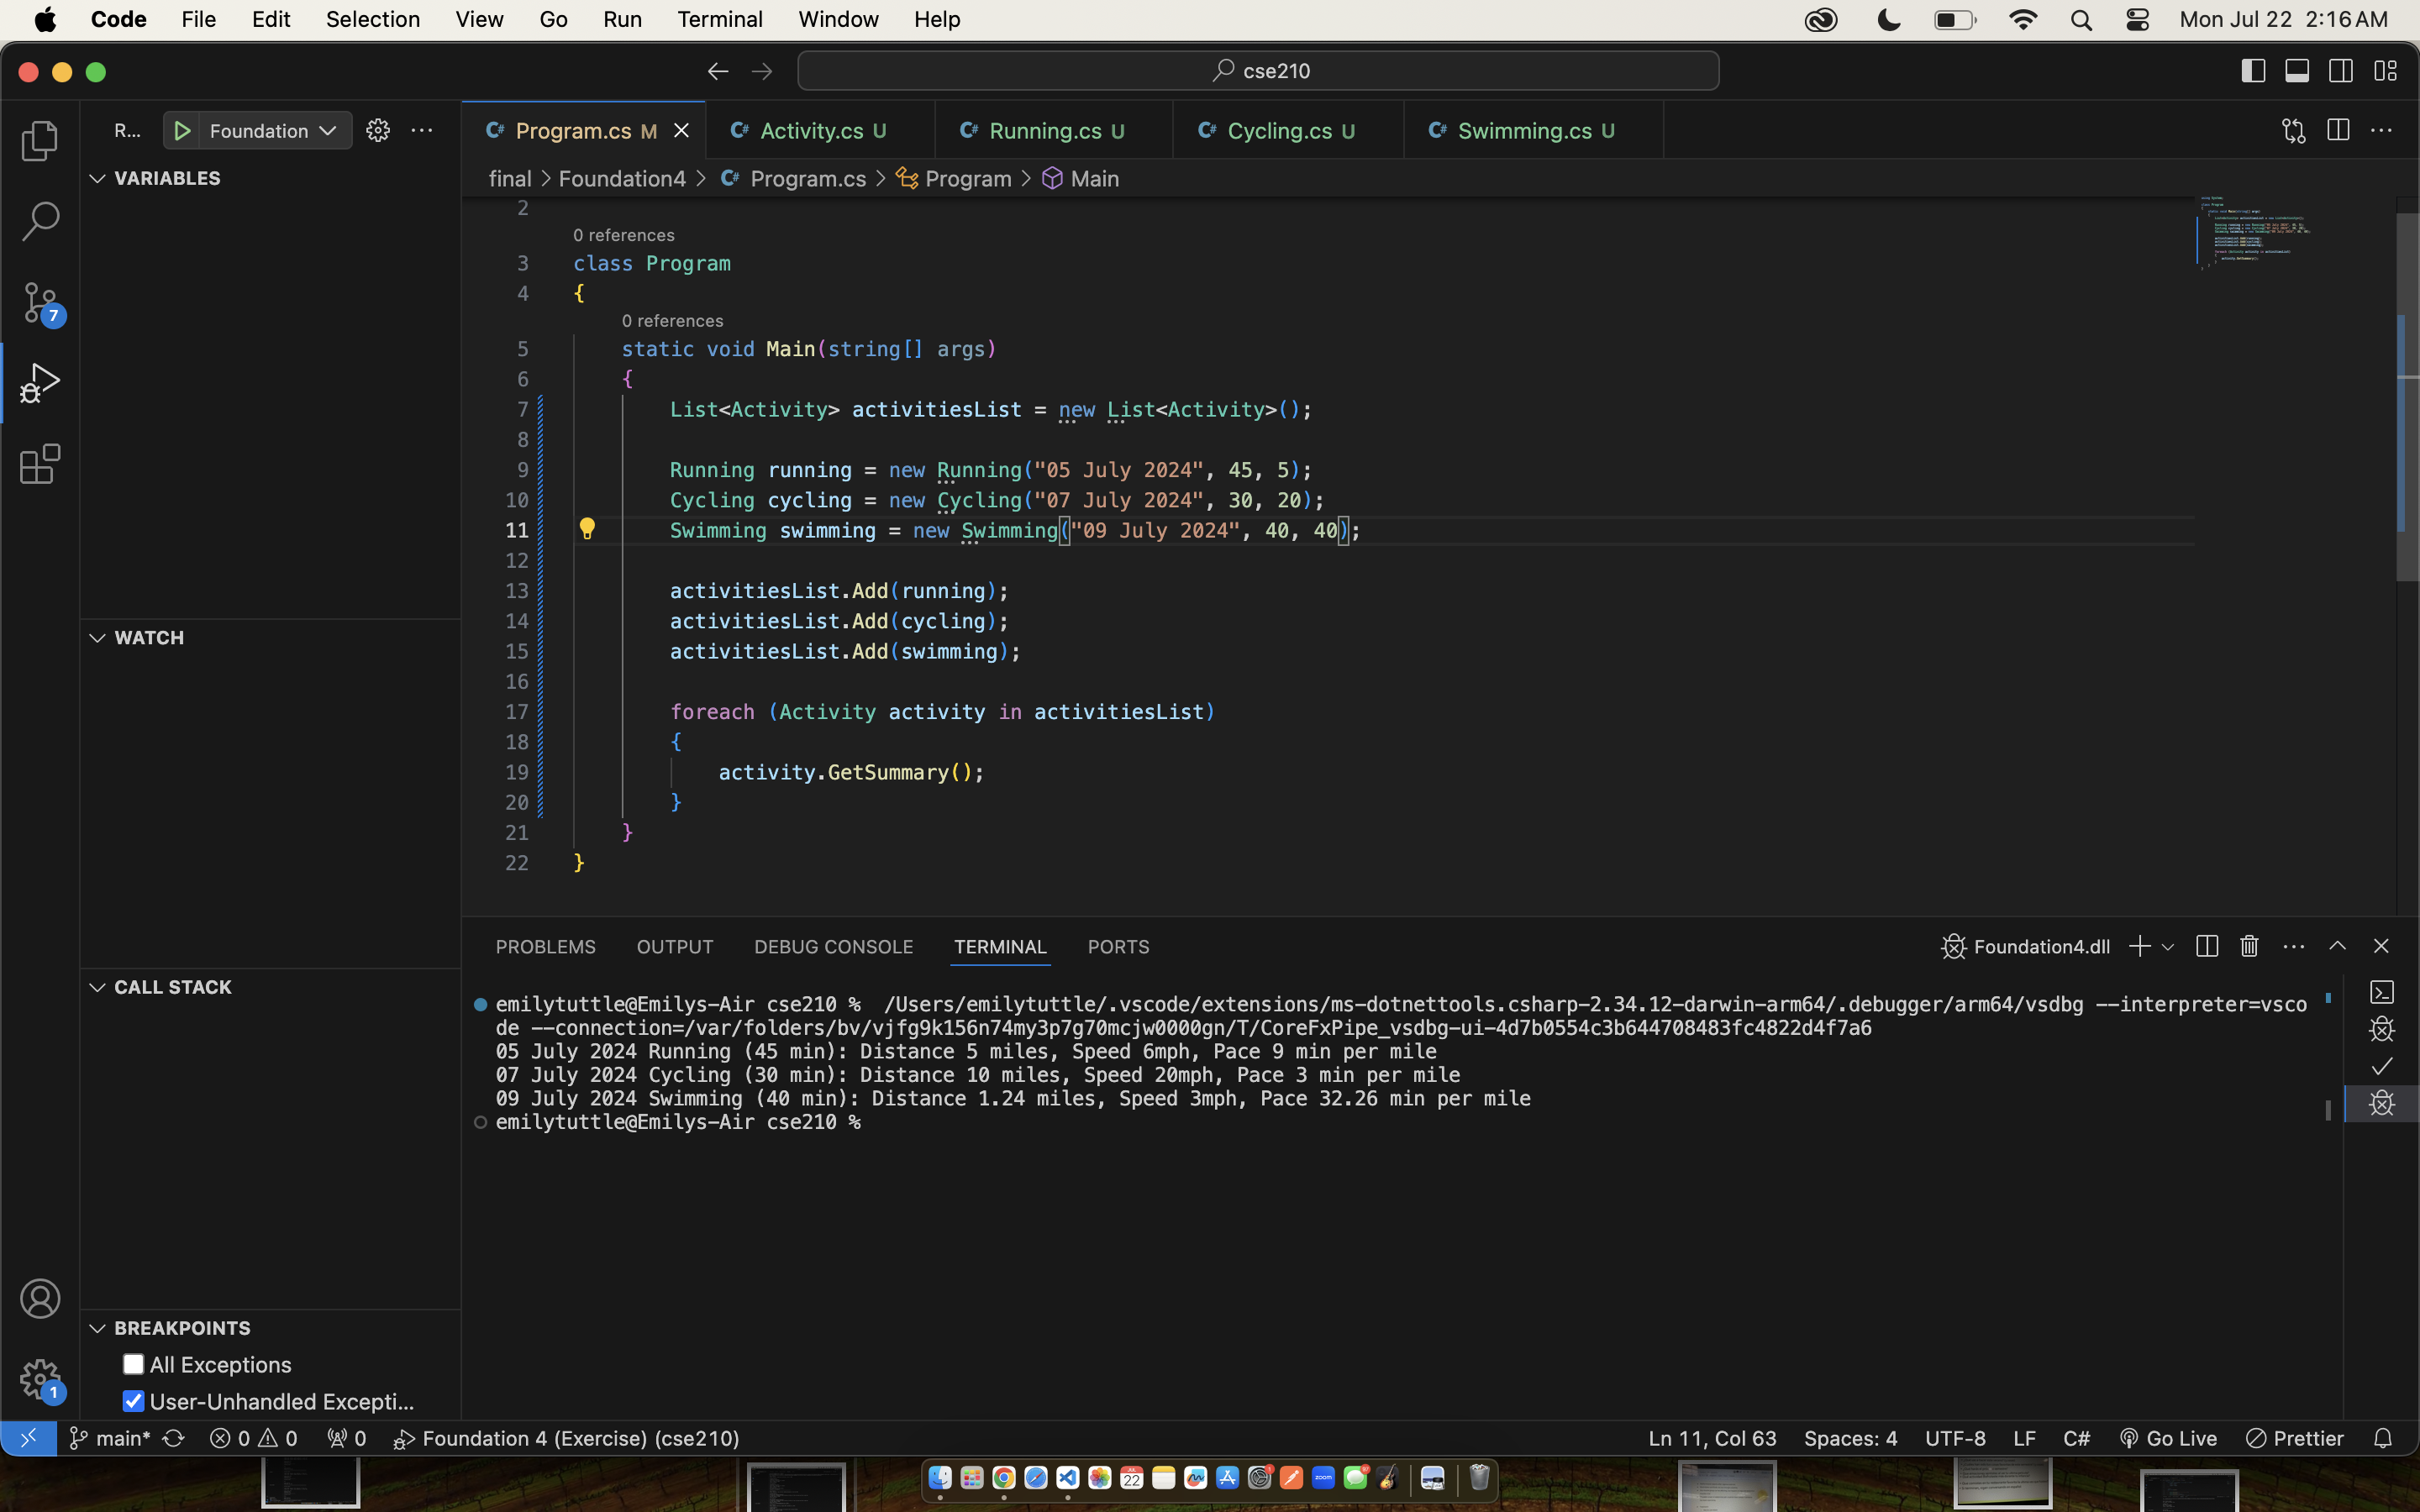 Code File Edit Selection View Go Run Terminal Window Help Mon Jul 22 2:16 AM
cse210
R... Foundation
Program.cs M Activity.cs U Running.cs U Cycling.cs U Swimming.cs U
final > Foundation4 > Program.cs > Program > Main
VARIABLES
WATCH
CALL STACK
BREAKPOINTS
All Exceptions
User-Unhandled Excepti...
7
1
2
0 references
3 class Program
4 {
0 references
5 static void Main(string[] args)
6 {
7 List<Activity> activitiesList = new List<Activity>();
8
9 Running running = new Running("05 July 2024", 45, 5);
10 Cycling cycling = new Cycling("07 July 2024", 30, 20);
11 Swimming swimming = new Swimming("09 July 2024", 40, 40);
12
13 activitiesList.Add(running);
14 activitiesList.Add(cycling);
15 activitiesList.Add(swimming);
16
17 foreach (Activity activity in activitiesList)
18 {
19 activity.GetSummary();
20 }
21 }
22 }
PROBLEMS OUTPUT DEBUG CONSOLE TERMINAL PORTS Foundation4.dll
emilytuttle@Emilys-Air cse210 % /Users/emilytuttle/.vscode/extensions/ms-dotnettools.csharp-2.34.12-darwin-arm64/.debugger/arm64/vsdbg --interpreter=vsco
de --connection=/var/folders/bv/vjfg9k156n74my3p7g70mcjw0000gn/T/CoreFxPipe_vsdbg-ui-4d7b0554c3b644708483fc4822d4f7a6
05 July 2024 Running (45 min): Distance 5 miles, Speed 6mph, Pace 9 min per mile
07 July 2024 Cycling (30 min): Distance 10 miles, Speed 20mph, Pace 3 min per mile
09 July 2024 Swimming (40 min): Distance 1.24 miles, Speed 3mph, Pace 32.26 min per mile
emilytuttle@Emilys-Air cse210 %
main* 0 0 0 Foundation 4 (Exercise) (cse210) Ln 11, Col 63 Spaces: 4 UTF-8 LF C# Go Live Prettier
22 zoom